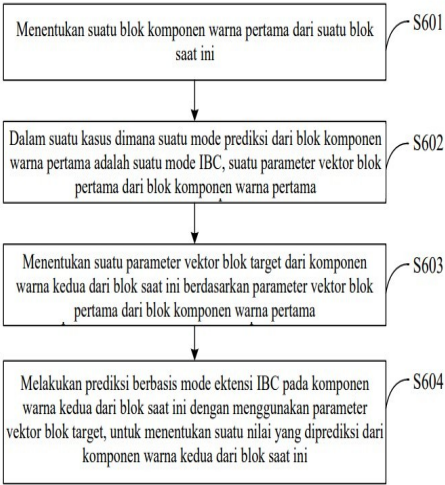 Menentukan suatu blok komponen warna pertama dari suatu blok
saat ini
S601
Dalam suatu kasus dimana suatu mode prediksi dari blok komponen
warna pertama adalah suatu mode IBC, suatu parameter vektor blok
pertama dari blok komponen warna pertama
S602
Menentukan suatu parameter vektor blok target dari komponen
warna kedua dari blok saat ini berdasarkan parameter vektor blok
pertama dari blok komponen warna pertama
S603
Melakukan prediksi berbasis mode ektensi IBC pada komponen
warna kedua dari blok saat ini dengan menggunakan parameter
vektor blok target, untuk menentukan suatu nilai yang diprediksi dari
komponen warna kedua dari blok saat ini
S604